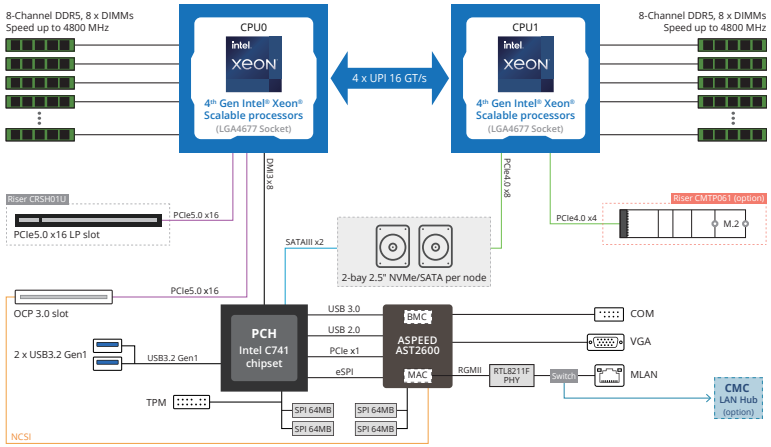 8-Channel DDR5, 8 x DIMMs
Speed up to 4800 MHz
CPU0
intel
xeon
4th Gen Intel® Xeon®
Scalable processors
(LGA4677 Socket)
4 x UPI 16 GT/s
CPU1
intel
xeon
4th Gen Intel® Xeon®
Scalable processors
(LGA4677 Socket)
8-Channel DDR5, 8 x DIMMs
Speed up to 4800 MHz
DMI3 x8
PCIe4.0 x8
Riser CRSH01U
PCIe5.0 x16
PCIe5.0 x16 LP slot
Riser CMTP061 (option)
PCIe4.0 x4
M.2
SATAIII x2
2-bay 2.5" NVMe/SATA per node
PCIe5.0 x16
OCP 3.0 slot
PCH
Intel C741
chipset
USB 3.0
USB 2.0
PCIe x1
eSPI
BMC
ASPEED
AST2600
MAC
COM
VGA
RGMII
RTL8211F
PHY
Switch
MLAN
2 x USB3.2 Gen1
USB3.2 Gen1
TPM
SPI 64MB
SPI 64MB
SPI 64MB
SPI 64MB
CMC
LAN Hub
(option)
NCSI